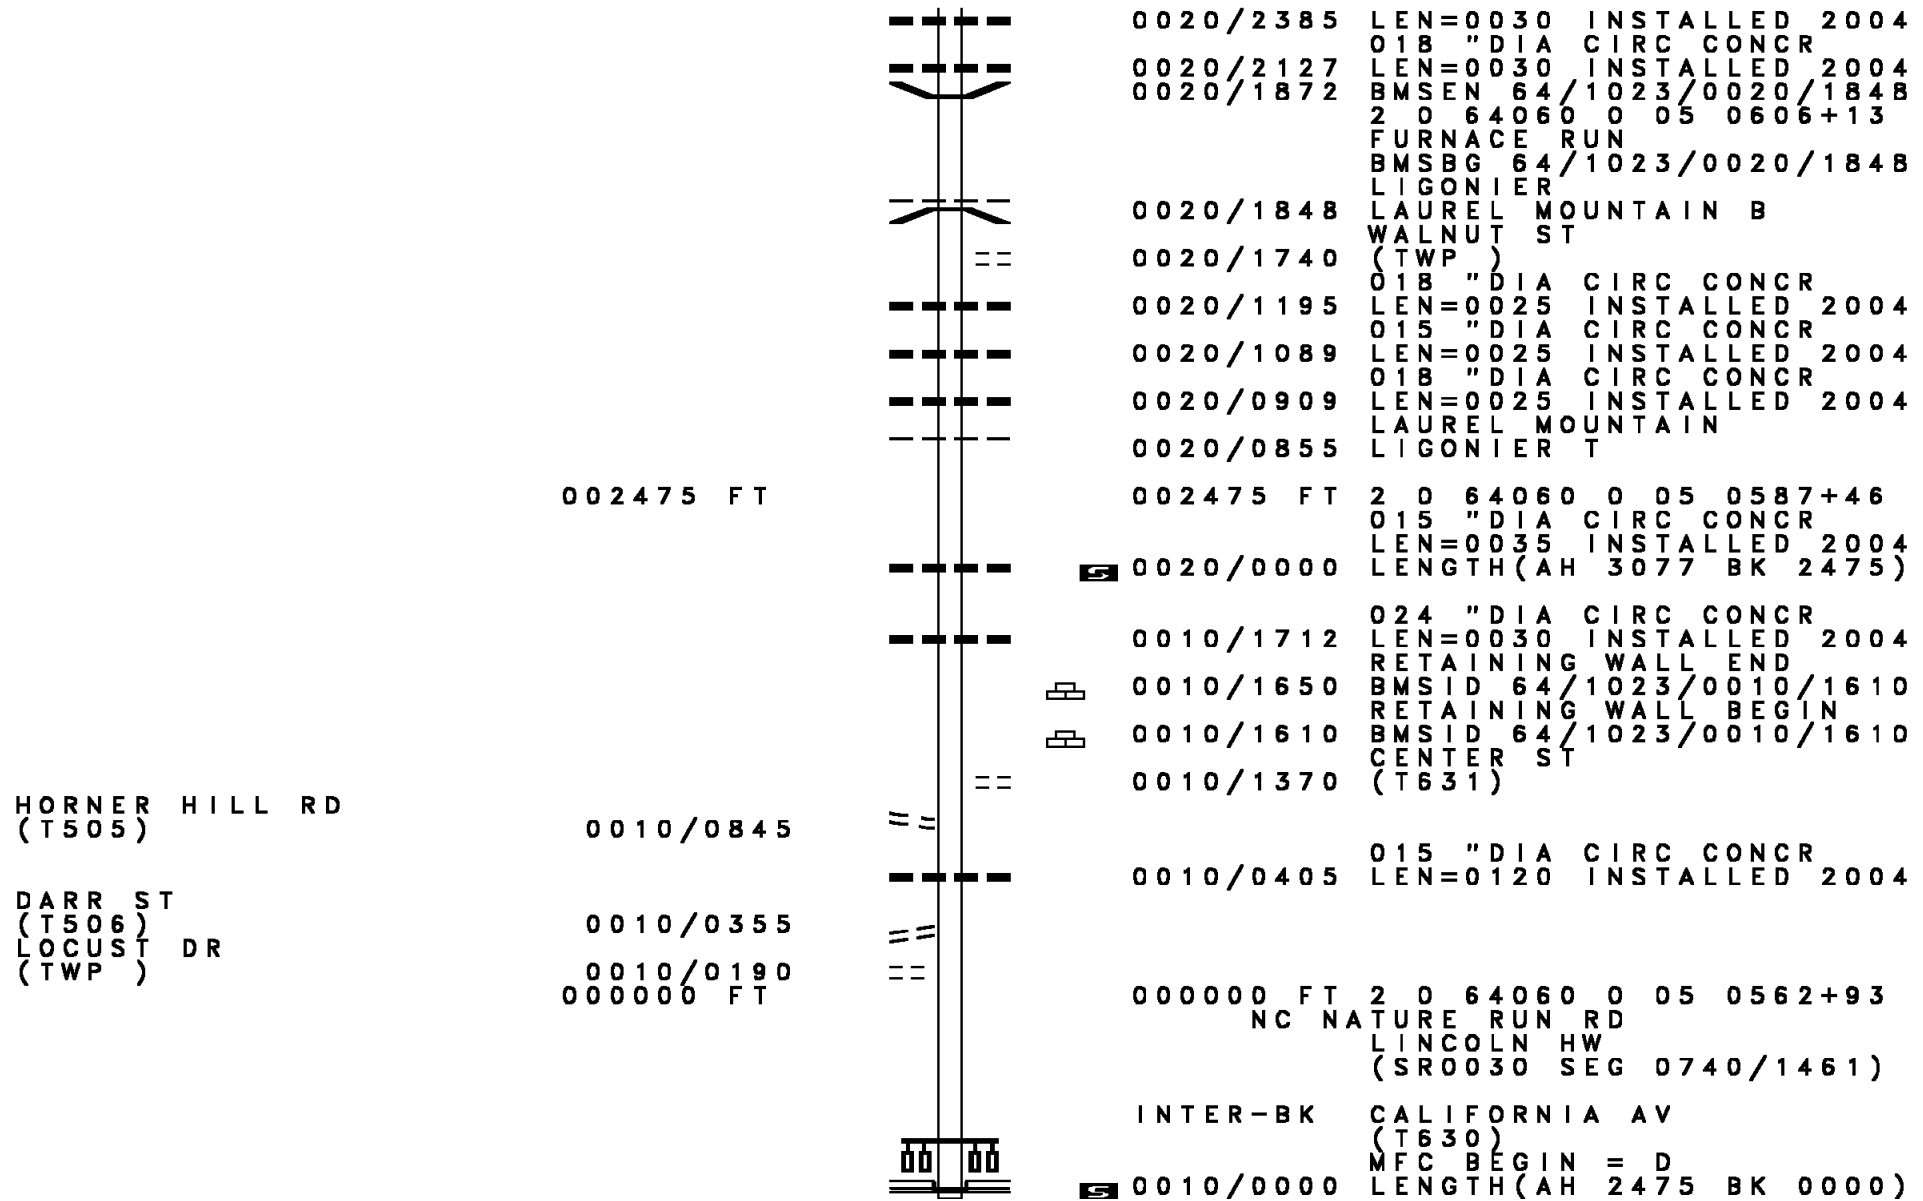 0020/2385 LEN=0030 INSTALLED 2004
018 "DIA CIRC CONCR
0020/2127 LEN=0030 INSTALLED 2004
0020/1872 BMSEN 64/1023/0020/1848
2 0 64060 0 05 0606+13
FURNACE RUN
BMSBG 64/1023/0020/1848
LIGONIER
0020/1848 LAUREL MOUNTAIN B
WALNUT ST
0020/1740 (TWP )
018 "DIA CIRC CONCR
0020/1195 LEN=0025 INSTALLED 2004
015 "DIA CIRC CONCR
0020/1089 LEN=0025 INSTALLED 2004
018 "DIA CIRC CONCR
0020/0909 LEN=0025 INSTALLED 2004
LAUREL MOUNTAIN
0020/0855 LIGONIER T
002475 FT 002475 FT 2 0 64060 0 05 0587+46
015 "DIA CIRC CONCR
LEN=0035 INSTALLED 2004
S 0020/0000 LENGTH(AH 3077 BK 2475)
024 "DIA CIRC CONCR
0010/1712 LEN=0030 INSTALLED 2004
RETAINING WALL END
0010/1650 BMSID 64/1023/0010/1610
RETAINING WALL BEGIN
0010/1610 BMSID 64/1023/0010/1610
CENTER ST
0010/1370 (T631)
HORNER HILL RD
(T505) 0010/0845
015 "DIA CIRC CONCR
0010/0405 LEN=0120 INSTALLED 2004
DARR ST
(T506) 0010/0355
LOCUST DR
(TWP ) 0010/0190
000000 FT 000000 FT 2 0 64060 0 05 0562+93
NC NATURE RUN RD
LINCOLN HW
(SR0030 SEG 0740/1461)
INTER-BK CALIFORNIA AV
(T630)
MFC BEGIN = D
S 0010/0000 LENGTH(AH 2475 BK 0000)